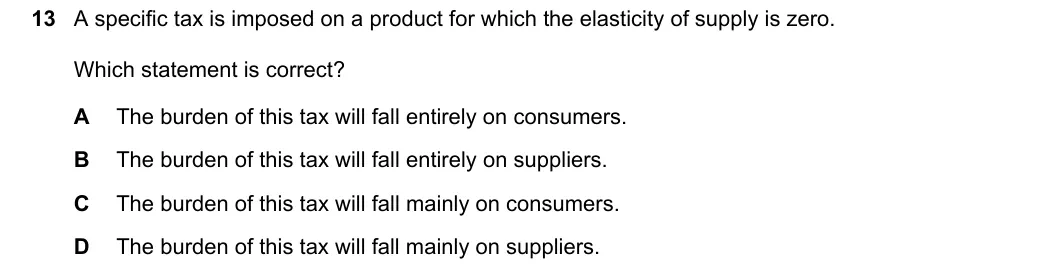 13 A specific tax is imposed on a product for which the elasticity of supply is zero.
Which statement is correct?
A The burden of this tax will fall entirely on consumers.
B The burden of this tax will fall entirely on suppliers.
C The burden of this tax will fall mainly on consumers.
D The burden of this tax will fall mainly on suppliers.